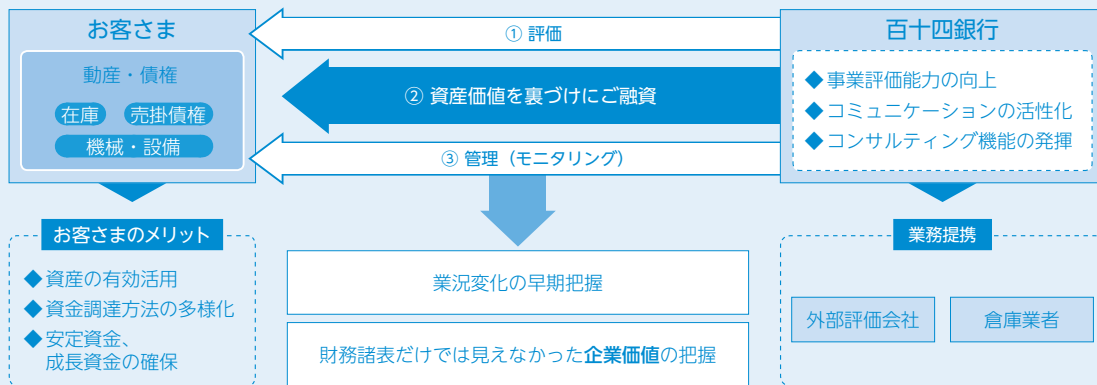 お客さま
動産・債権
在庫
売掛債権
機械・設備
① 評価
② 資産価値を裏づけにご融資
③ 管理（モニタリング）
百十四銀行
◆事業評価能力の向上
◆コミュニケーションの活性化
◆コンサルティング機能の発揮
お客さまのメリット
◆資産の有効活用
◆資金調達方法の多様化
◆安定資金、
成長資金の確保
業況変化の早期把握
財務諸表だけでは見えなかった企業価値の把握
業務提携
外部評価会社
倉庫業者